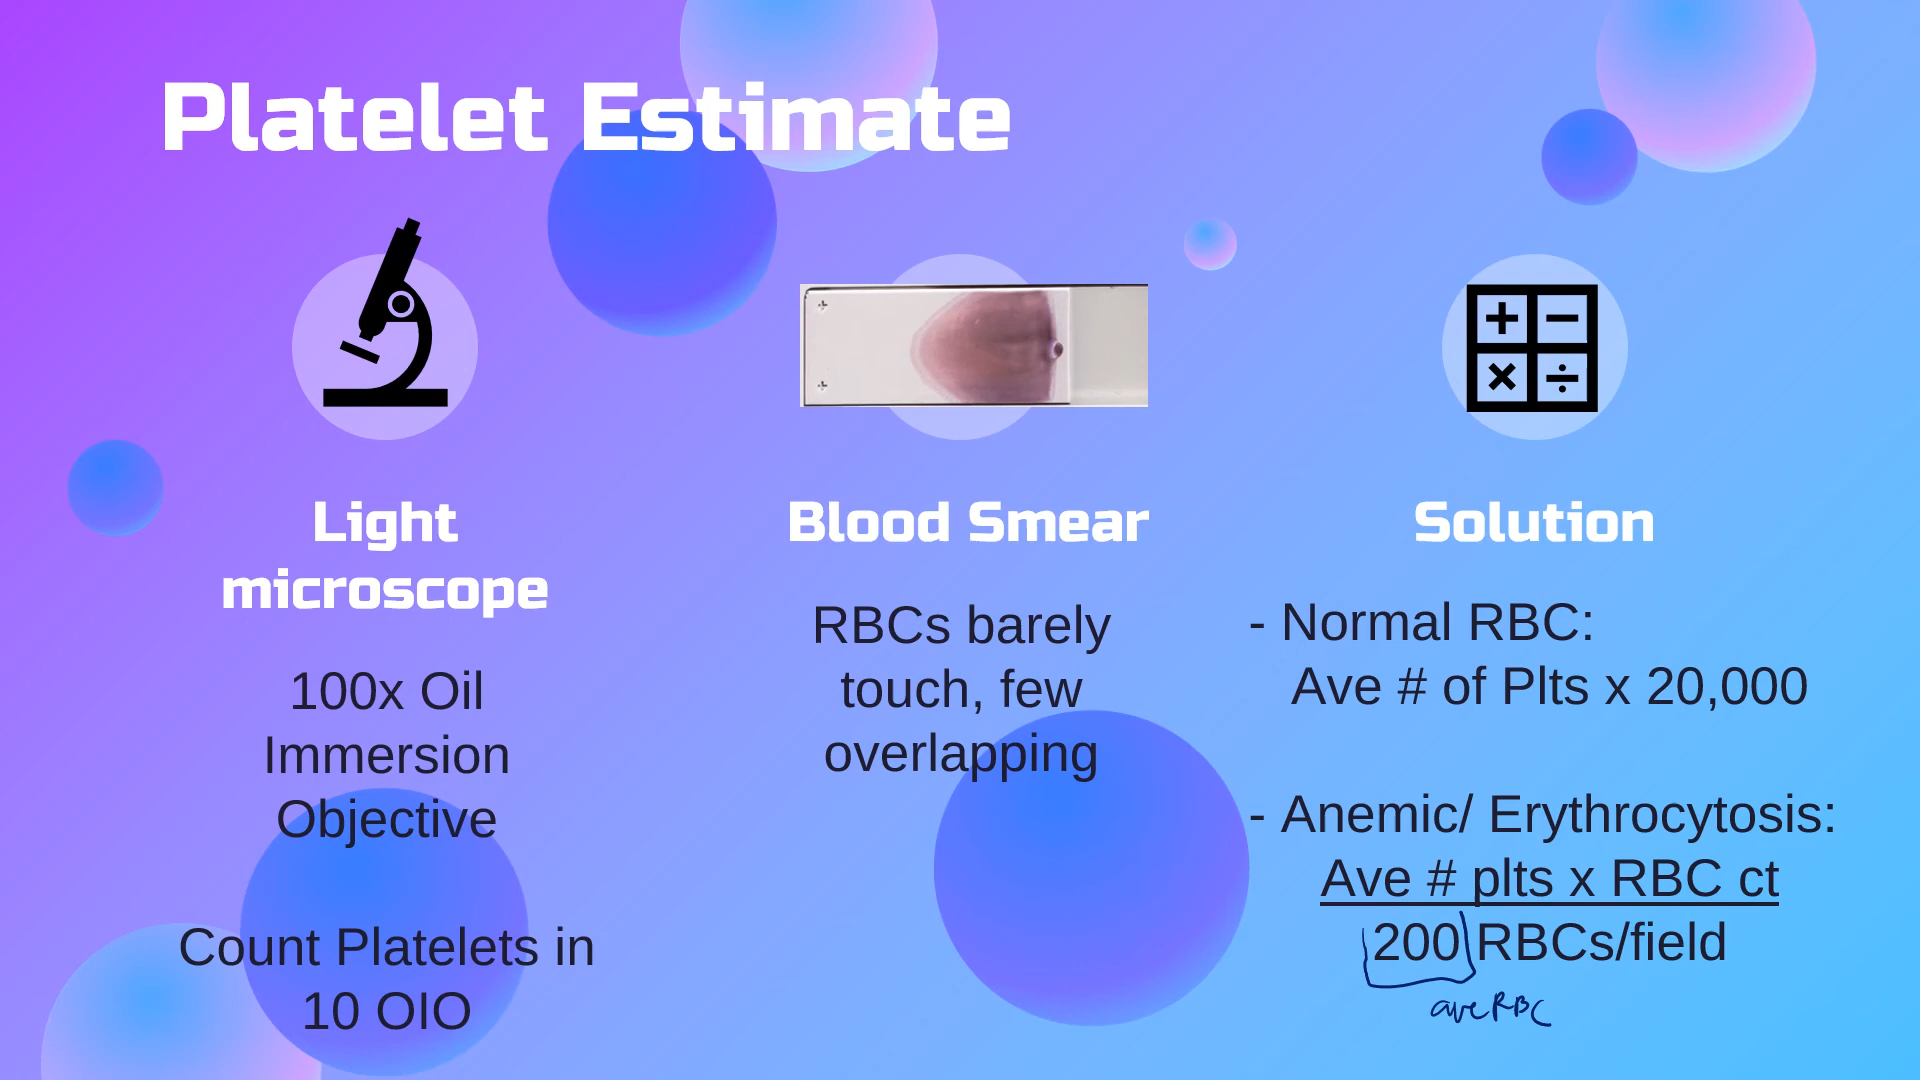 Platelet Estimate
Light
microscope
100x Oil
Immersion
Objective
Count Platelets in
10 OIO
Blood Smear
RBCs barely
touch, few
overlapping
Solution
- Normal RBC:
Ave # of Plts x 20,000
- Anemic/ Erythrocytosis:
Ave # plts x RBC ct
200 RBCs/field
ave RBC